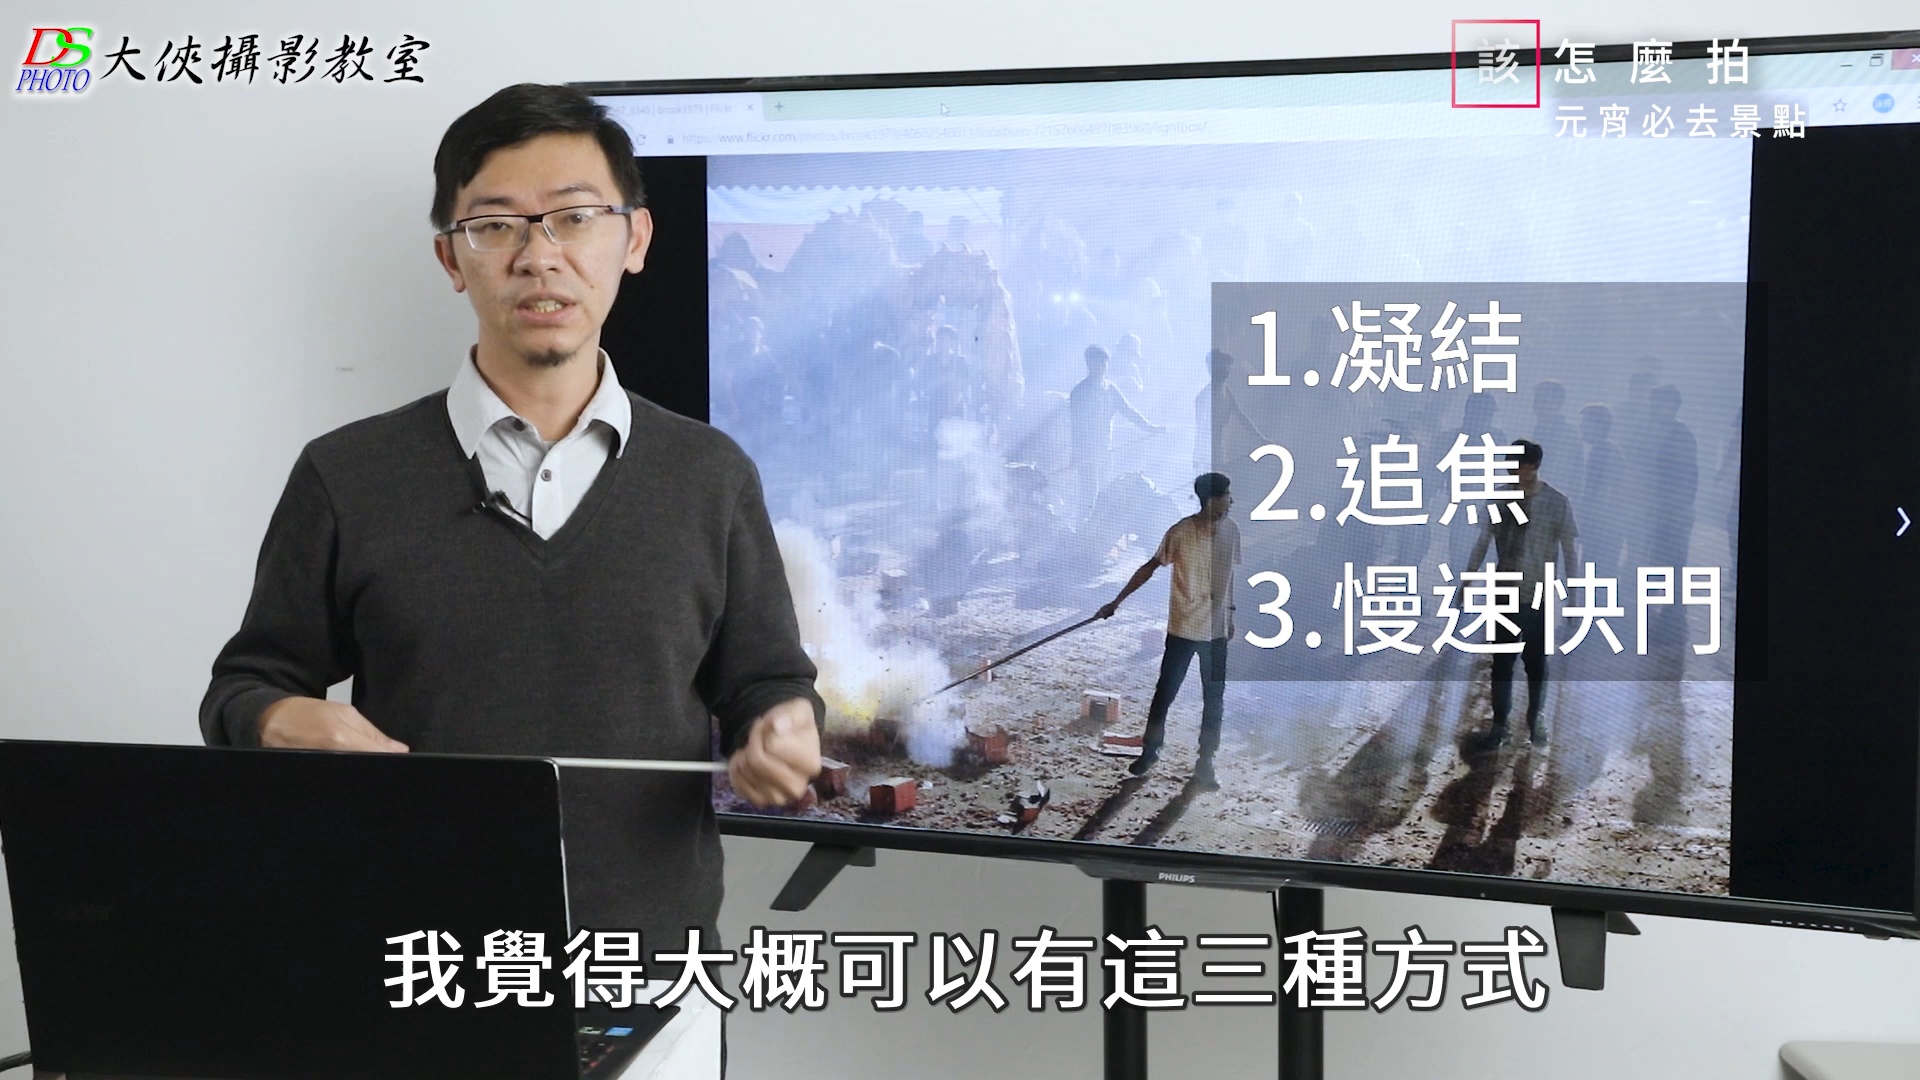 DS
PHOTO
大俠攝影教室
該怎麼拍
元宵必去景點
1.凝結
2.追焦
3.慢速快門
PHILIPS
我覺得大概可以有這三種方式